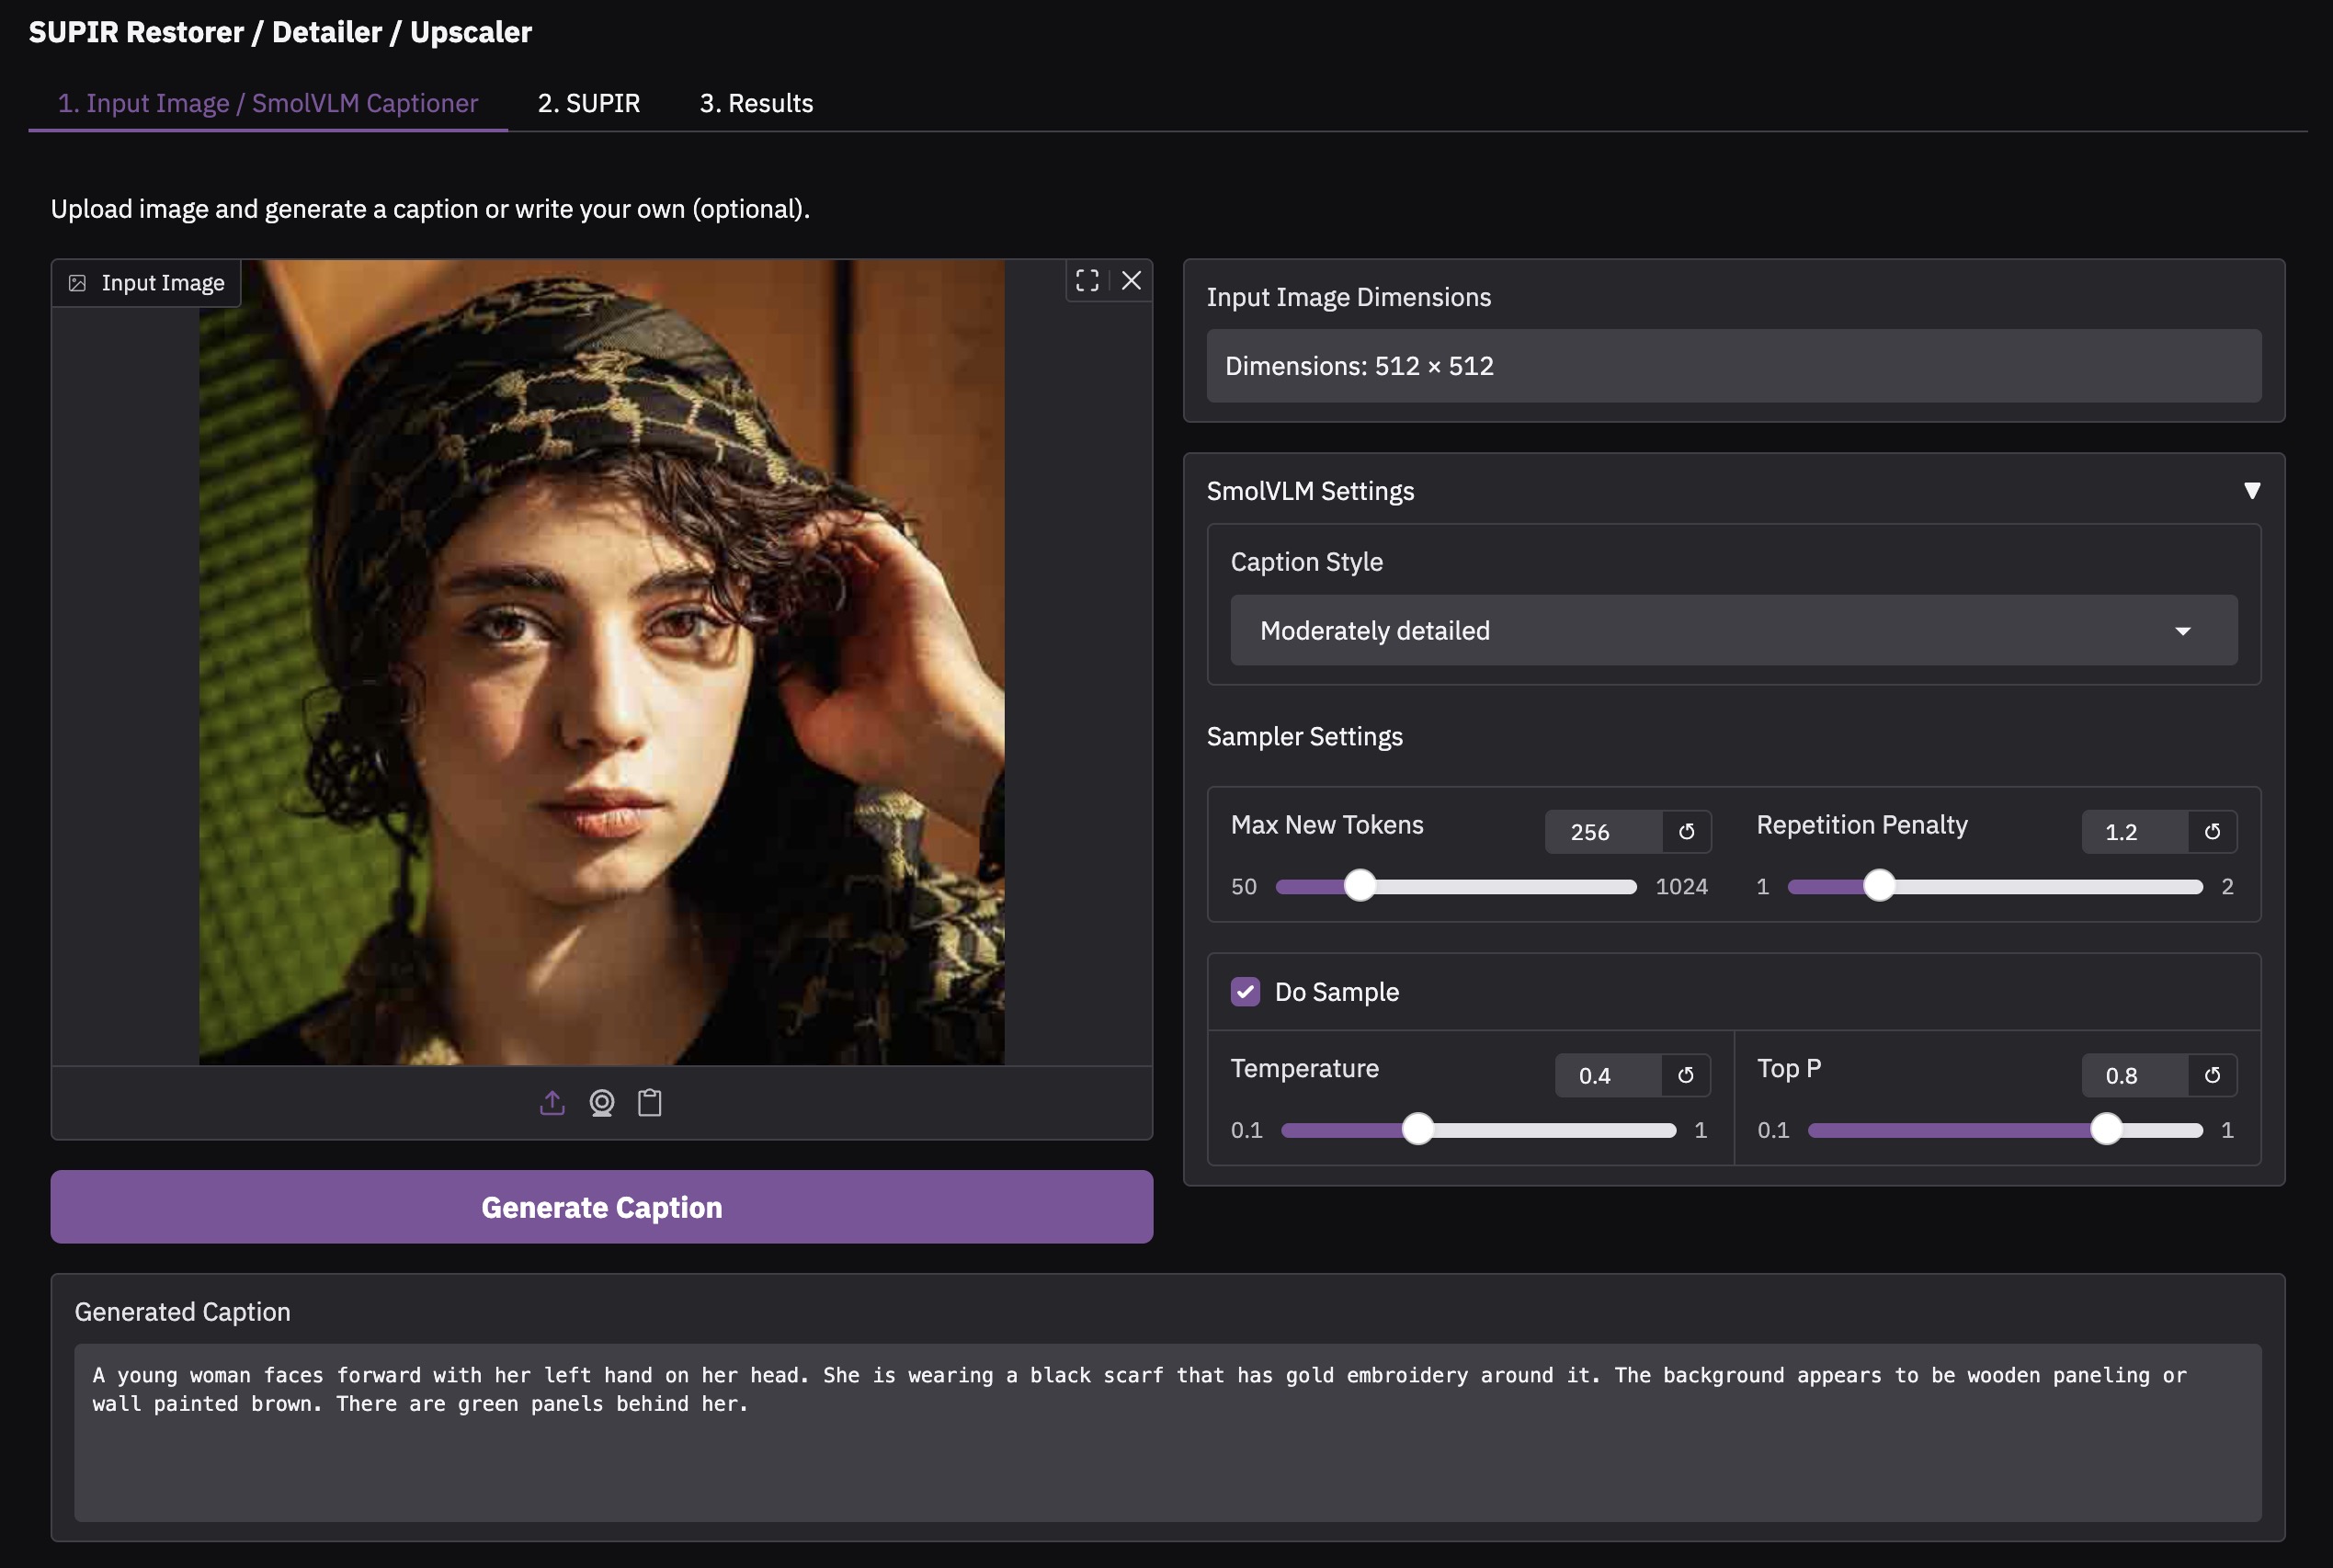 SUPIR Restorer / Detailer / Upscaler
1. Input Image / SmolVLM Captioner
2. SUPIR
3. Results
Upload image and generate a caption or write your own (optional).
Input Image
Input Image Dimensions
Dimensions: 512 × 512
SmolVLM Settings ▼
Caption Style
Moderately detailed
Sampler Settings
Max New Tokens 256 ↺
50 1024
Repetition Penalty 1.2 ↺
1 2
Do Sample
Temperature 0.4 ↺
0.1 1
Top P 0.8 ↺
0.1 1
Generate Caption
Generated Caption
A young woman faces forward with her left hand on her head. She is wearing a black scarf that has gold embroidery around it. The background appears to be wooden paneling or
wall painted brown. There are green panels behind her.